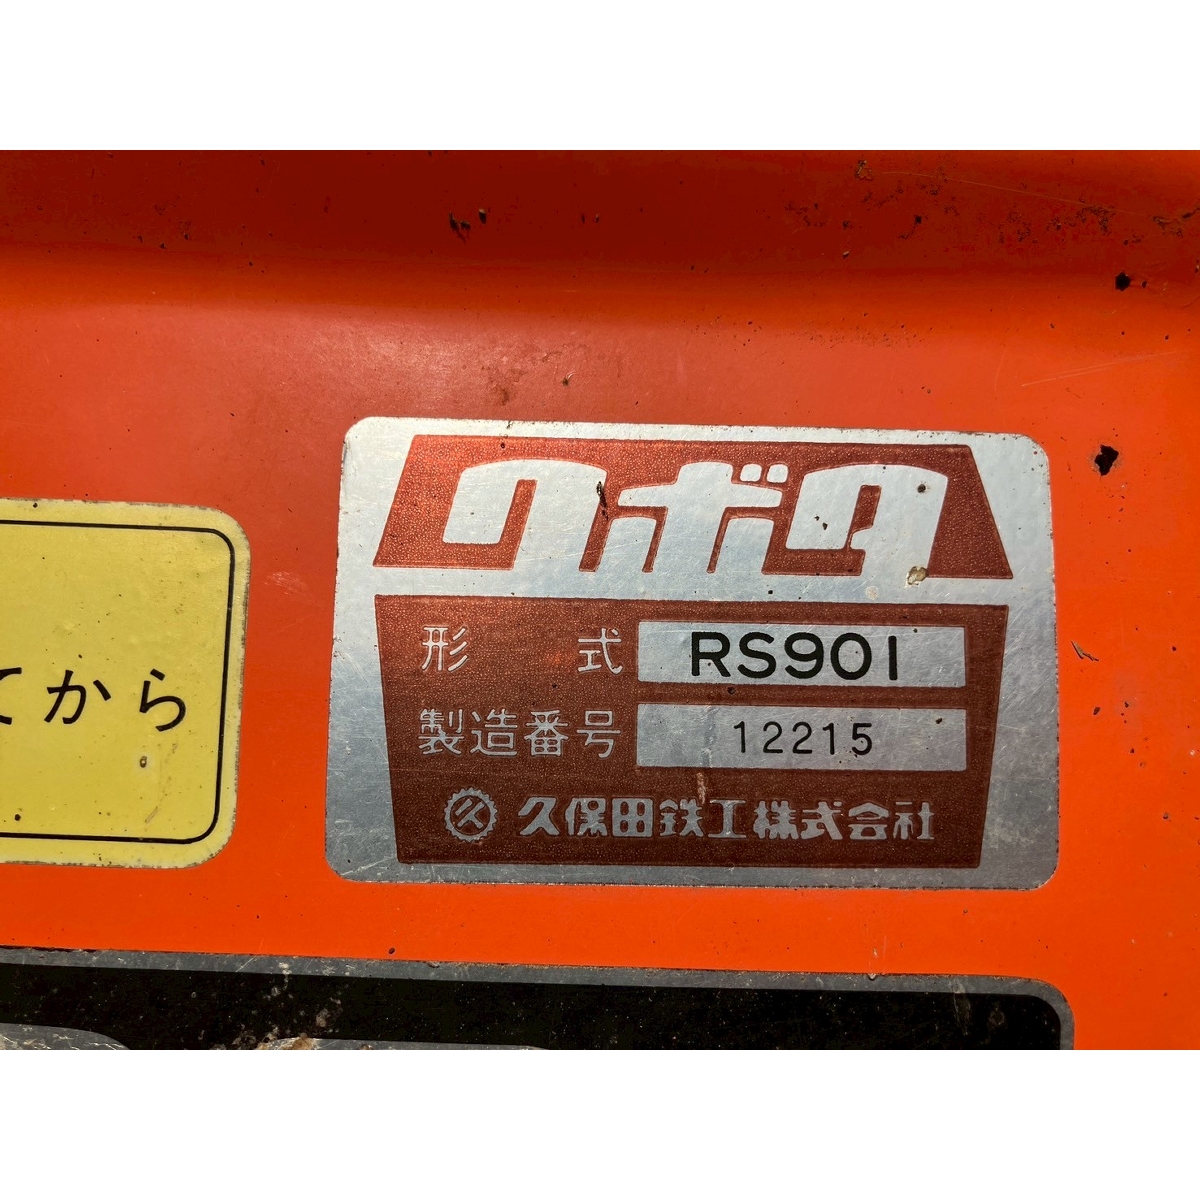 クボタ
形 式 RS901
製造番号 12215
久 久保田鉄工株式会社
てから